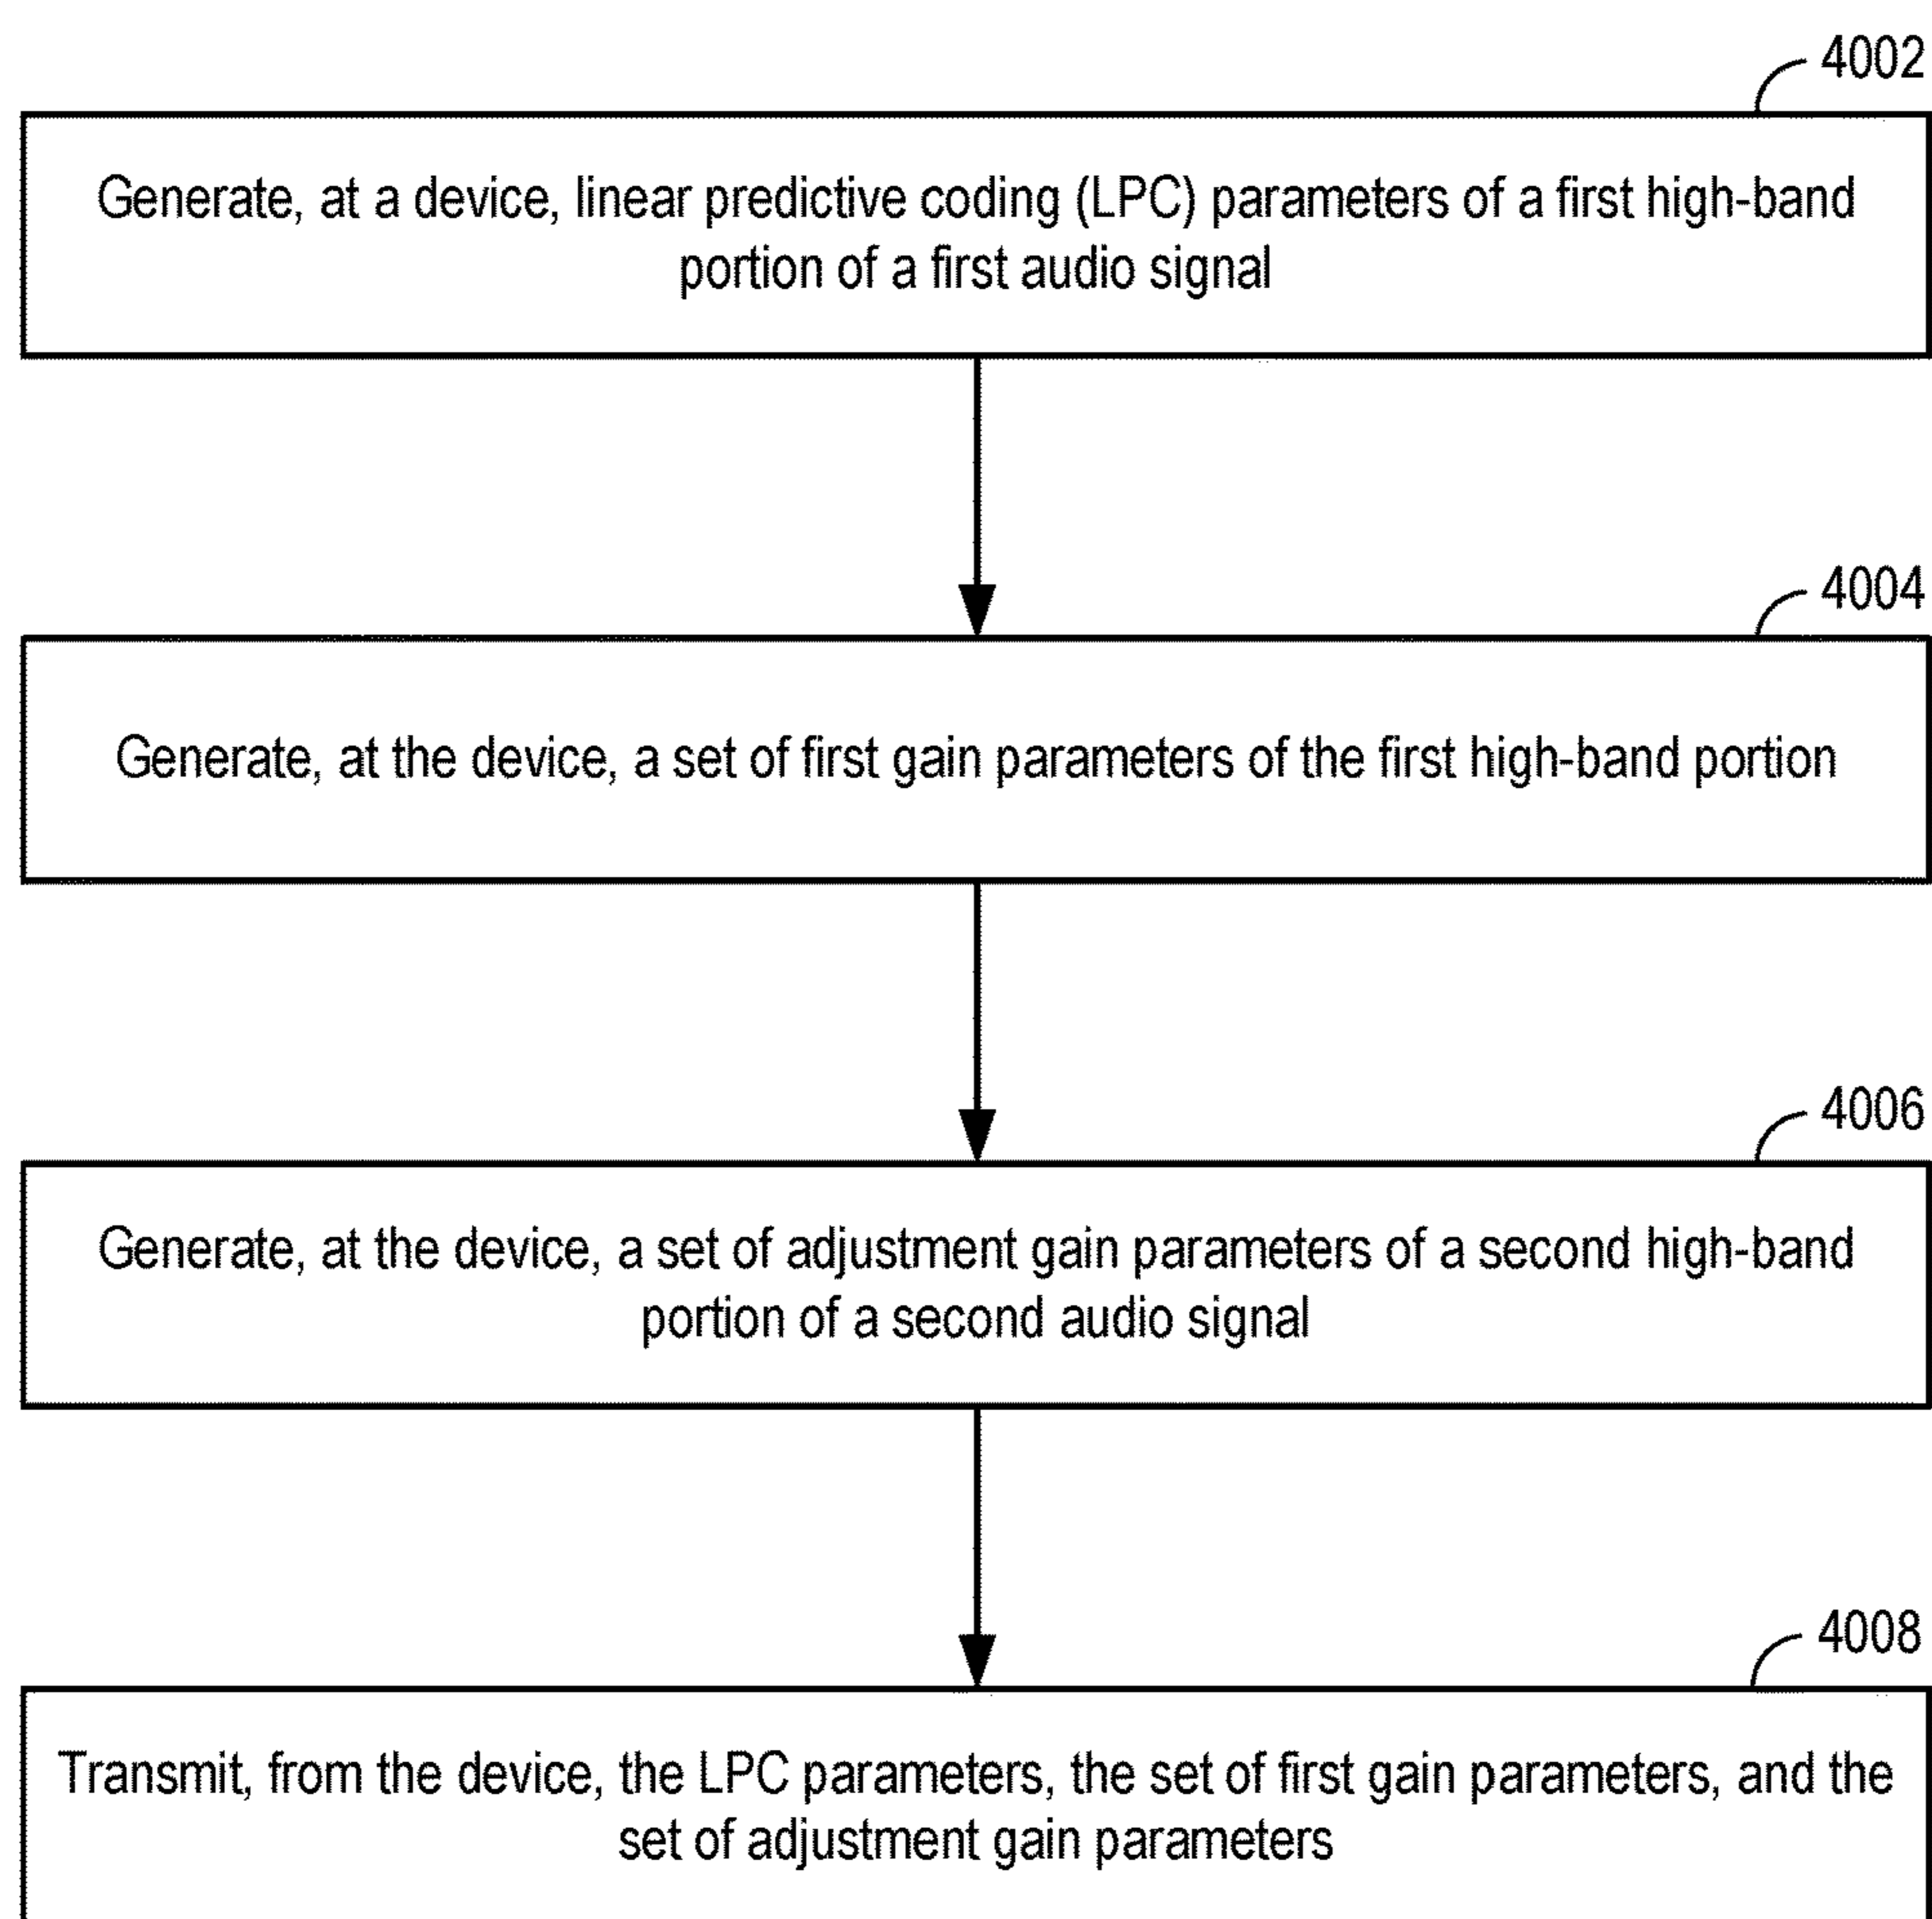 4002
Generate, at a device, linear predictive coding (LPC) parameters of a first high-band
portion of a first audio signal
4004
Generate, at the device, a set of first gain parameters of the first high-band portion
4006
Generate, at the device, a set of adjustment gain parameters of a second high-band
portion of a second audio signal
4008
Transmit, from the device, the LPC parameters, the set of first gain parameters, and the
set of adjustment gain parameters